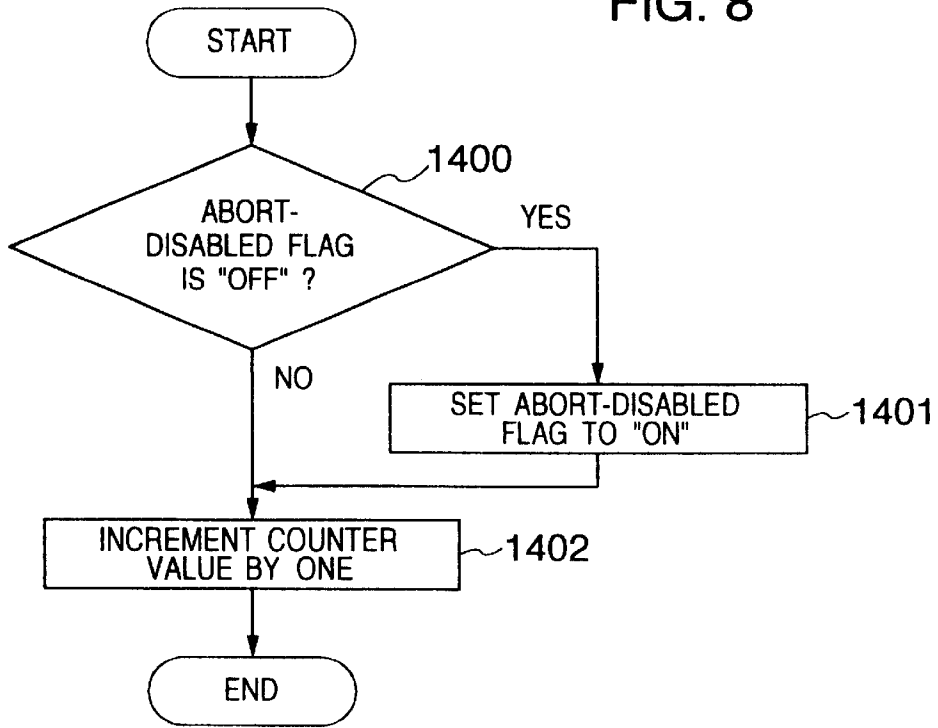 FIG. 8
START
1400
ABORT-
DISABLED FLAG
IS "OFF" ?
YES
NO
SET ABORT-DISABLED
FLAG TO "ON"
1401
INCREMENT COUNTER
VALUE BY ONE
1402
END